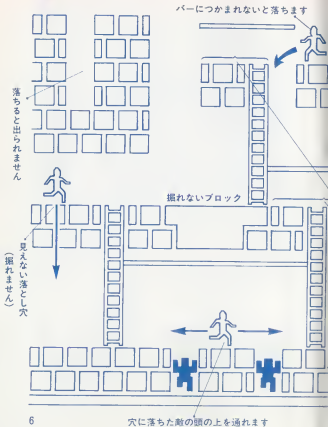 バーにつかまれないと落ちます
落ちると出られません
掘れないブロック
見えない落とし穴
(掘れません)
穴に落ちた敵の頭の上を通れます
6